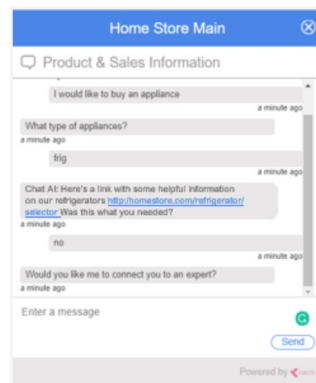 Home Store Main
Product & Sales Information
I would like to buy an appliance
a minute ago
What type of appliances?
a minute ago
frig
a minute ago
Chat AI: Here's a link with some helpful information
on our refrigerators http://homestore.com/refrigerator/
selector Was this what you needed?
a minute ago
no
a minute ago
Would you like me to connect you to an expert?
a minute ago
Enter a message
Send
Powered by